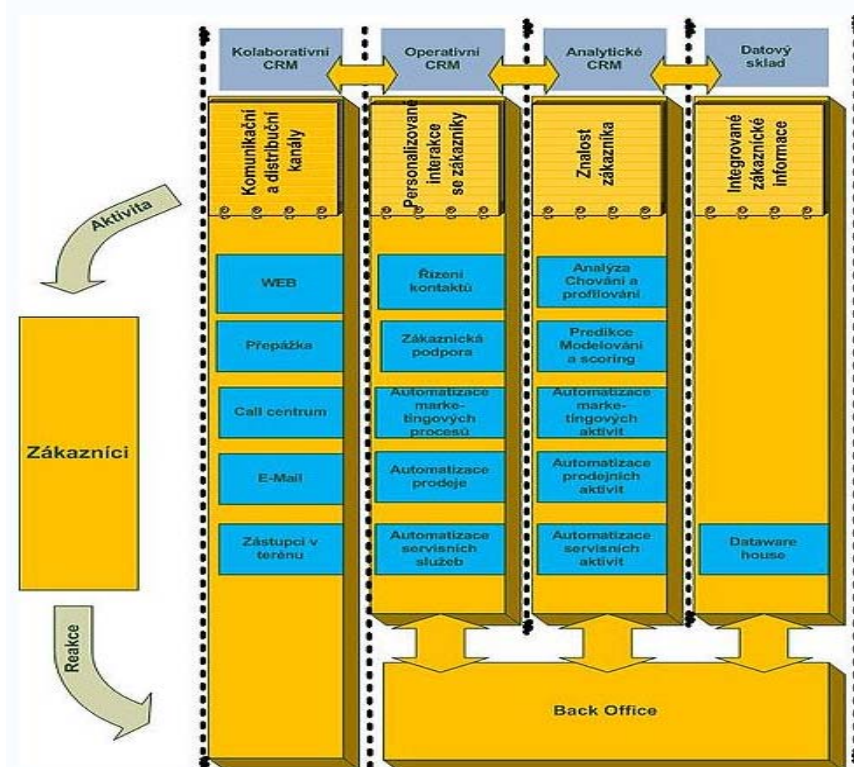 Kolaborativní
CRM
Operativní
CRM
Analytické
CRM
Datový
sklad
Komunikační
a distribuční
kanály
Personalizované
interakce
se zákazníky
Znalost
zákazníka
Integrované
zákaznické
informace
Aktivita
WEB
Řízení
kontaktů
Analýza
Chování a
profilování
Přepážka
Zákaznická
podpora
Predikce
Modelování
a scoring
Call centrum
Automatizace
marke-
tingových
procesů
Automatizace
marke-
tingových
aktivit
Zákazníci
E-Mail
Automatizace
prodeje
Automatizace
prodejních
aktivit
Zástupci v
terénu
Automatizace
servisních
služeb
Automatizace
servisních
aktivit
Dataware
house
Reakce
Back Office